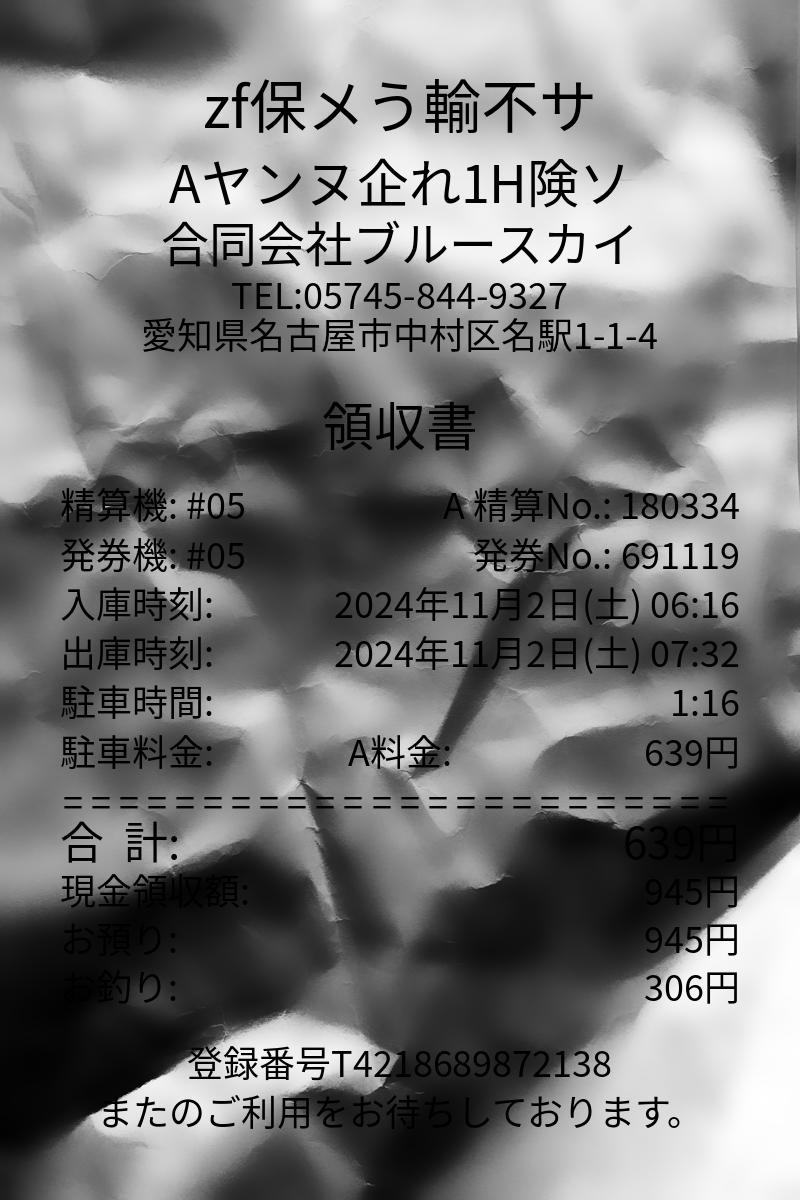 zf保メう輸不サ
Aヤンヌ企れ1H険ソ
合同会社ブルースカイ
TEL:05745-844-9327
愛知県名古屋市中村区名駅1-1-4
領収書
精算機: #05 A 精算No.: 180334
発券機: #05 発券No.: 691119
入庫時刻: 2024年11月2日(土) 06:16
出庫時刻: 2024年11月2日(土) 07:32
駐車時間: 1:16
駐車料金: A料金: 639円
========================
合 計: 639円
現金領収額: 945円
お預り: 945円
お釣り: 306円
登録番号T4218689872138
またのご利用をお待ちしております。